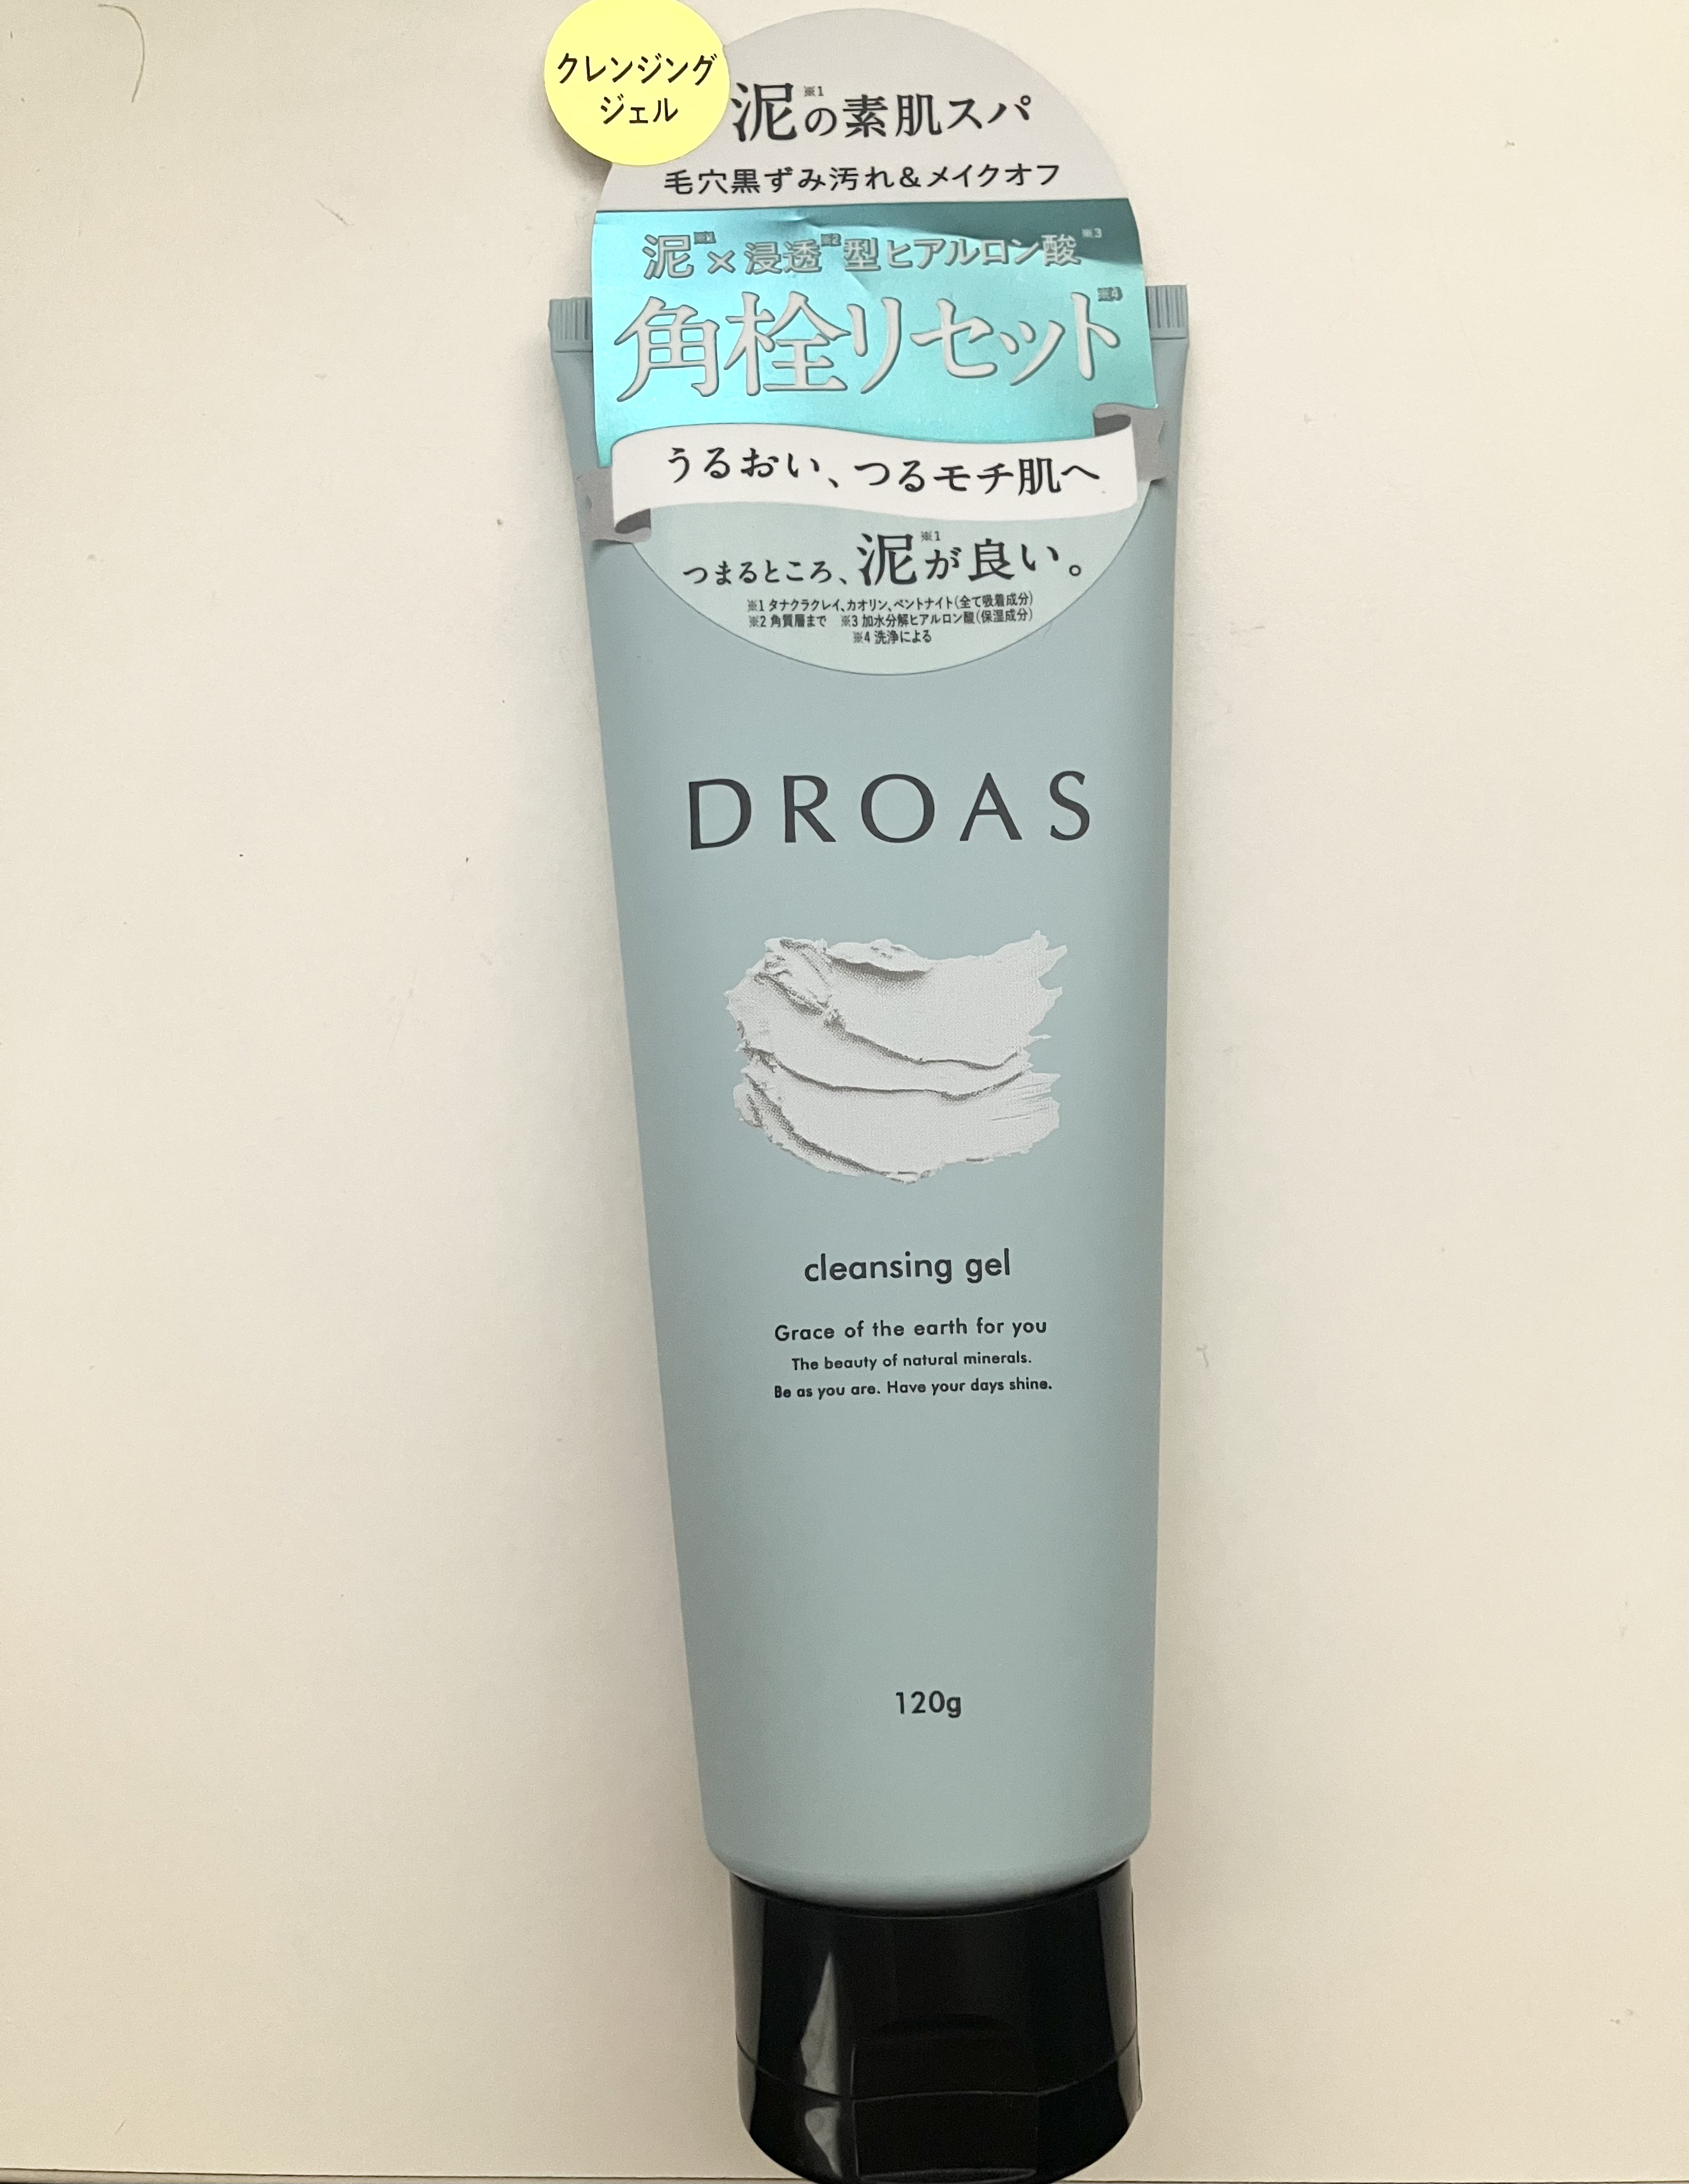 クレンジング
ジェル
泥※1の素肌スパ
毛穴黒ずみ汚れ&メイクオフ
泥※1×浸透※2型ヒアルロン酸※3
角栓リセット※4
うるおい、つるモチ肌へ
つまるところ、泥※1が良い。
※1 タナクラクレイ、カオリン、ベントナイト(全て吸着成分)
※2 角質層まで ※3 加水分解ヒアルロン酸(保湿成分)
※4 洗浄による
DROAS
cleansing gel
Grace of the earth for you
The beauty of natural minerals.
Be as you are. Have your days shine.
120g